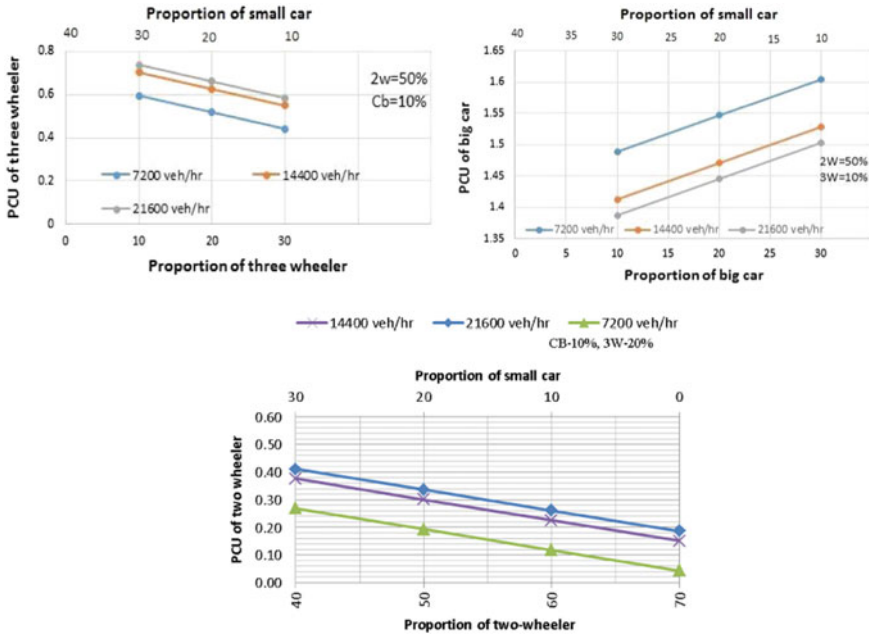 Proportion of small car
40 30 20 10
0.8
0.6
0.4
0.2
0
PCU of three wheeler
2w=50%
Cb=10%
7200 veh/hr 14400 veh/hr
21600 veh/hr
0 10 20 30
Proportion of three wheeler
Proportion of small car
40 35 30 25 20 15 10
1.65
1.6
1.55
1.5
1.45
1.4
1.35
PCU of big car
2W=50%
3W=10%
7200 veh/hr 14400 veh/hr 21600 veh/hr
0 5 10 15 20 25 30
Proportion of big car
14400 veh/hr 21600 veh/hr 7200 veh/hr
CB-10%, 3W-20%
Proportion of small car
30 20 10 0
0.60
0.50
0.40
0.30
0.20
0.10
0.00
PCU of two wheeler
40 50 60 70
Proportion of two-wheeler